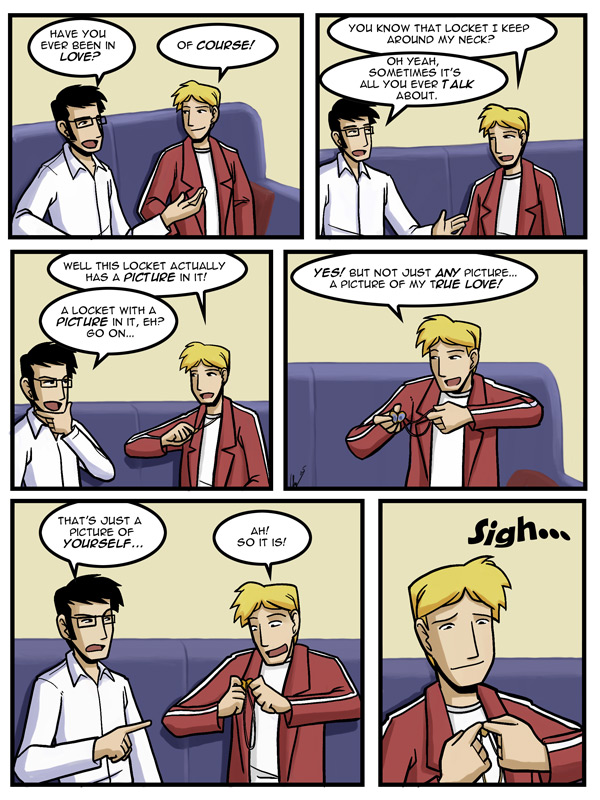 HAVE YOU
EVER BEEN IN
LOVE?
OF COURSE!
YOU KNOW THAT LOCKET I KEEP
AROUND MY NECK?
OH YEAH,
SOMETIMES IT'S
ALL YOU EVER TALK
ABOUT.
WELL THIS LOCKET ACTUALLY
HAS A PICTURE IN IT!
A LOCKET WITH A
PICTURE IN IT, EH?
GO ON...
YES! BUT NOT JUST ANY PICTURE...
A PICTURE OF MY TRUE LOVE!
THAT'S JUST A
PICTURE OF
YOURSELF...
AH!
SO IT IS!
Sigh...